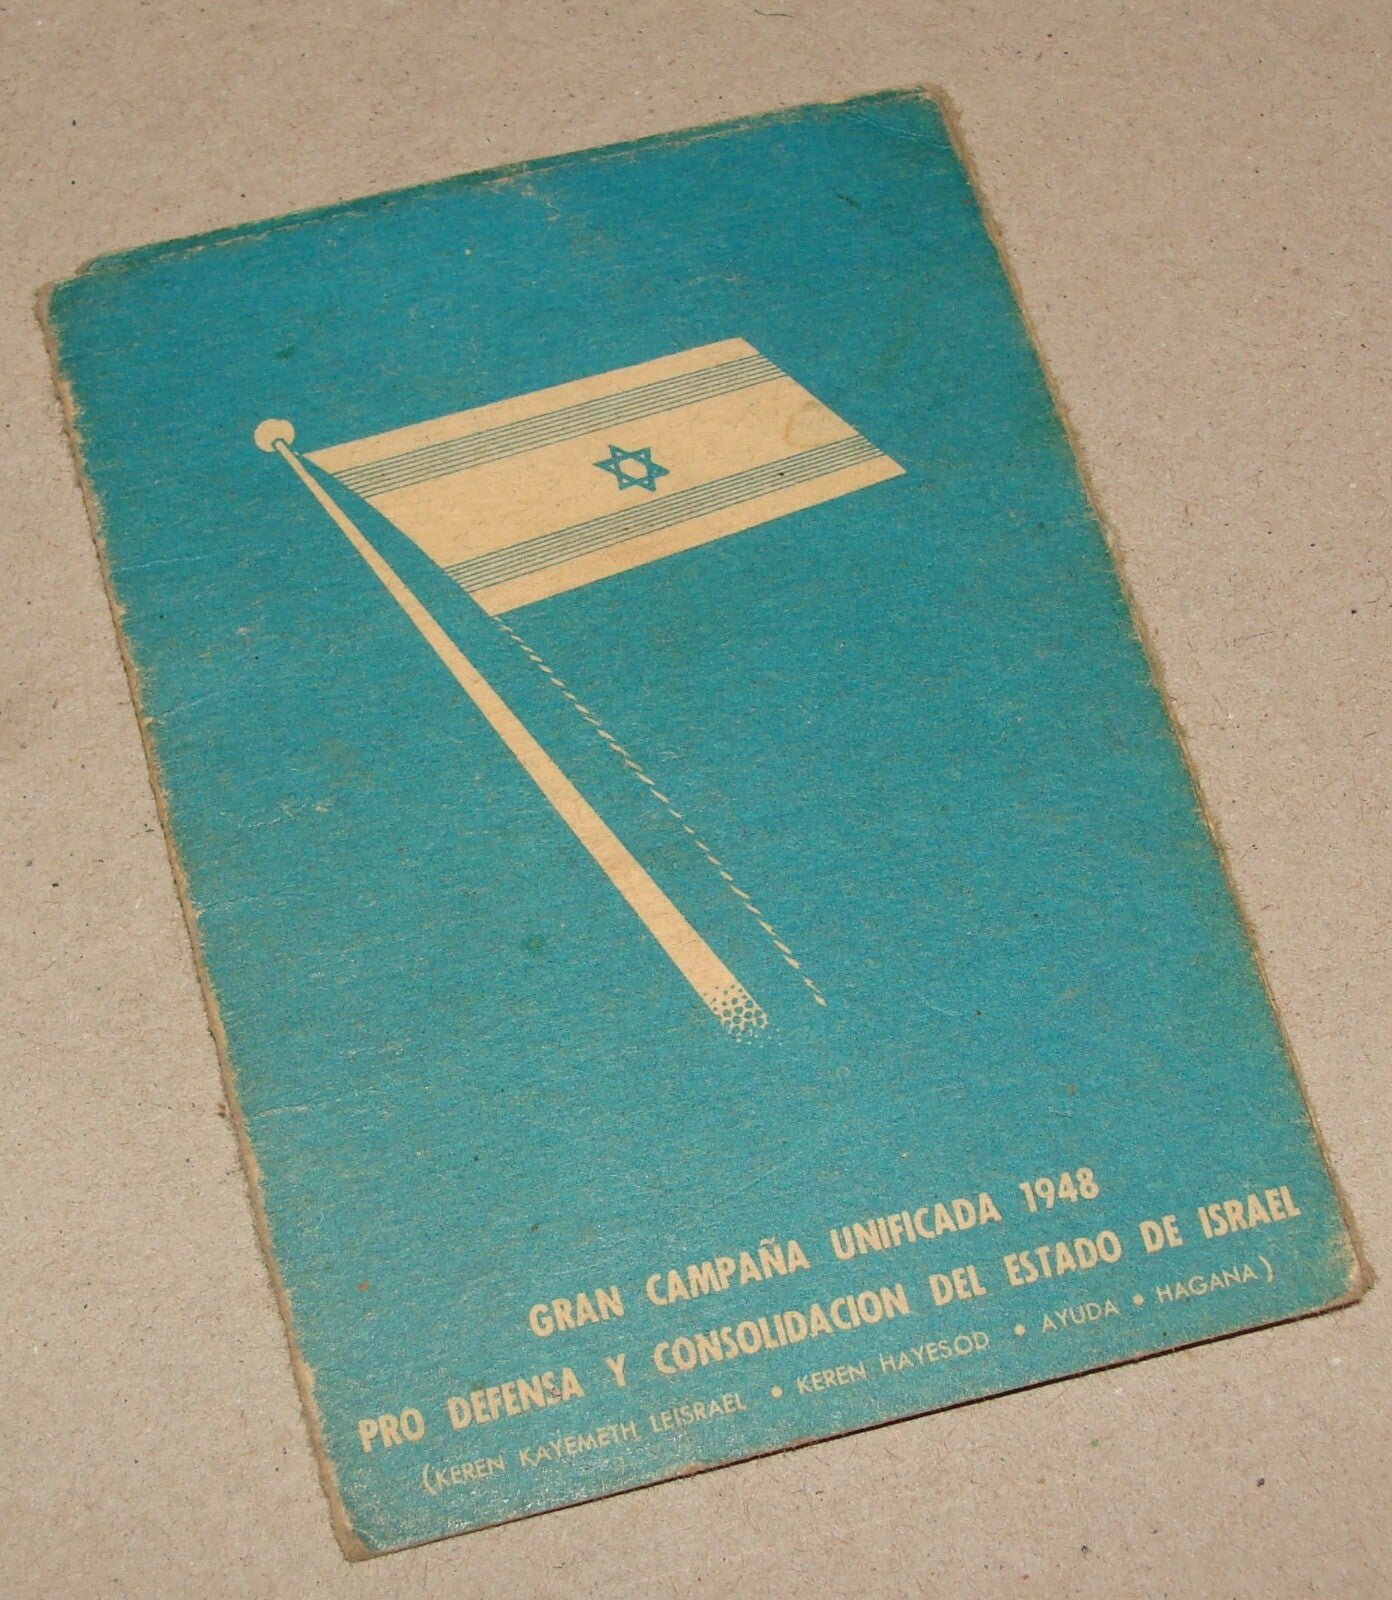 GRAN CAMPAÑA UNIFICADA 1948
PRO DEFENSA Y CONSOLIDACION DEL ESTADO DE ISRAEL
(KEREN KAYEMETH LEISRAEL • KEREN HAYESOD • AYUDA • HAGANA)